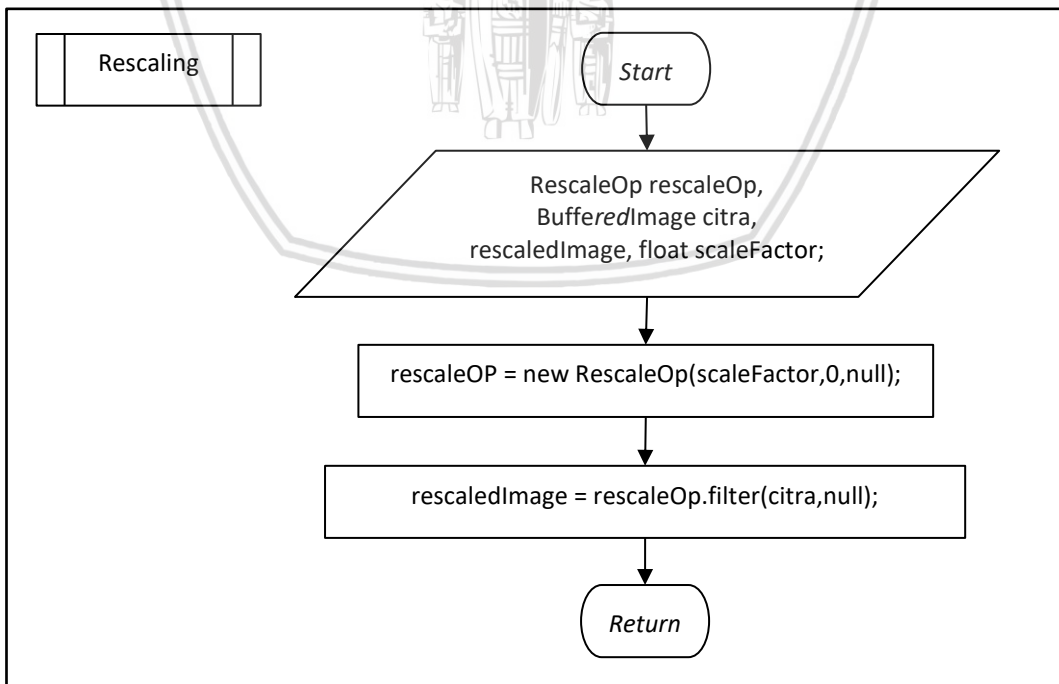 Rescaling
Start
RescaleOp rescaleOp,
BufferedImage citra,
rescaledImage, float scaleFactor;
rescaleOP = new RescaleOp(scaleFactor,0,null);
rescaledImage = rescaleOp.filter(citra,null);
Return